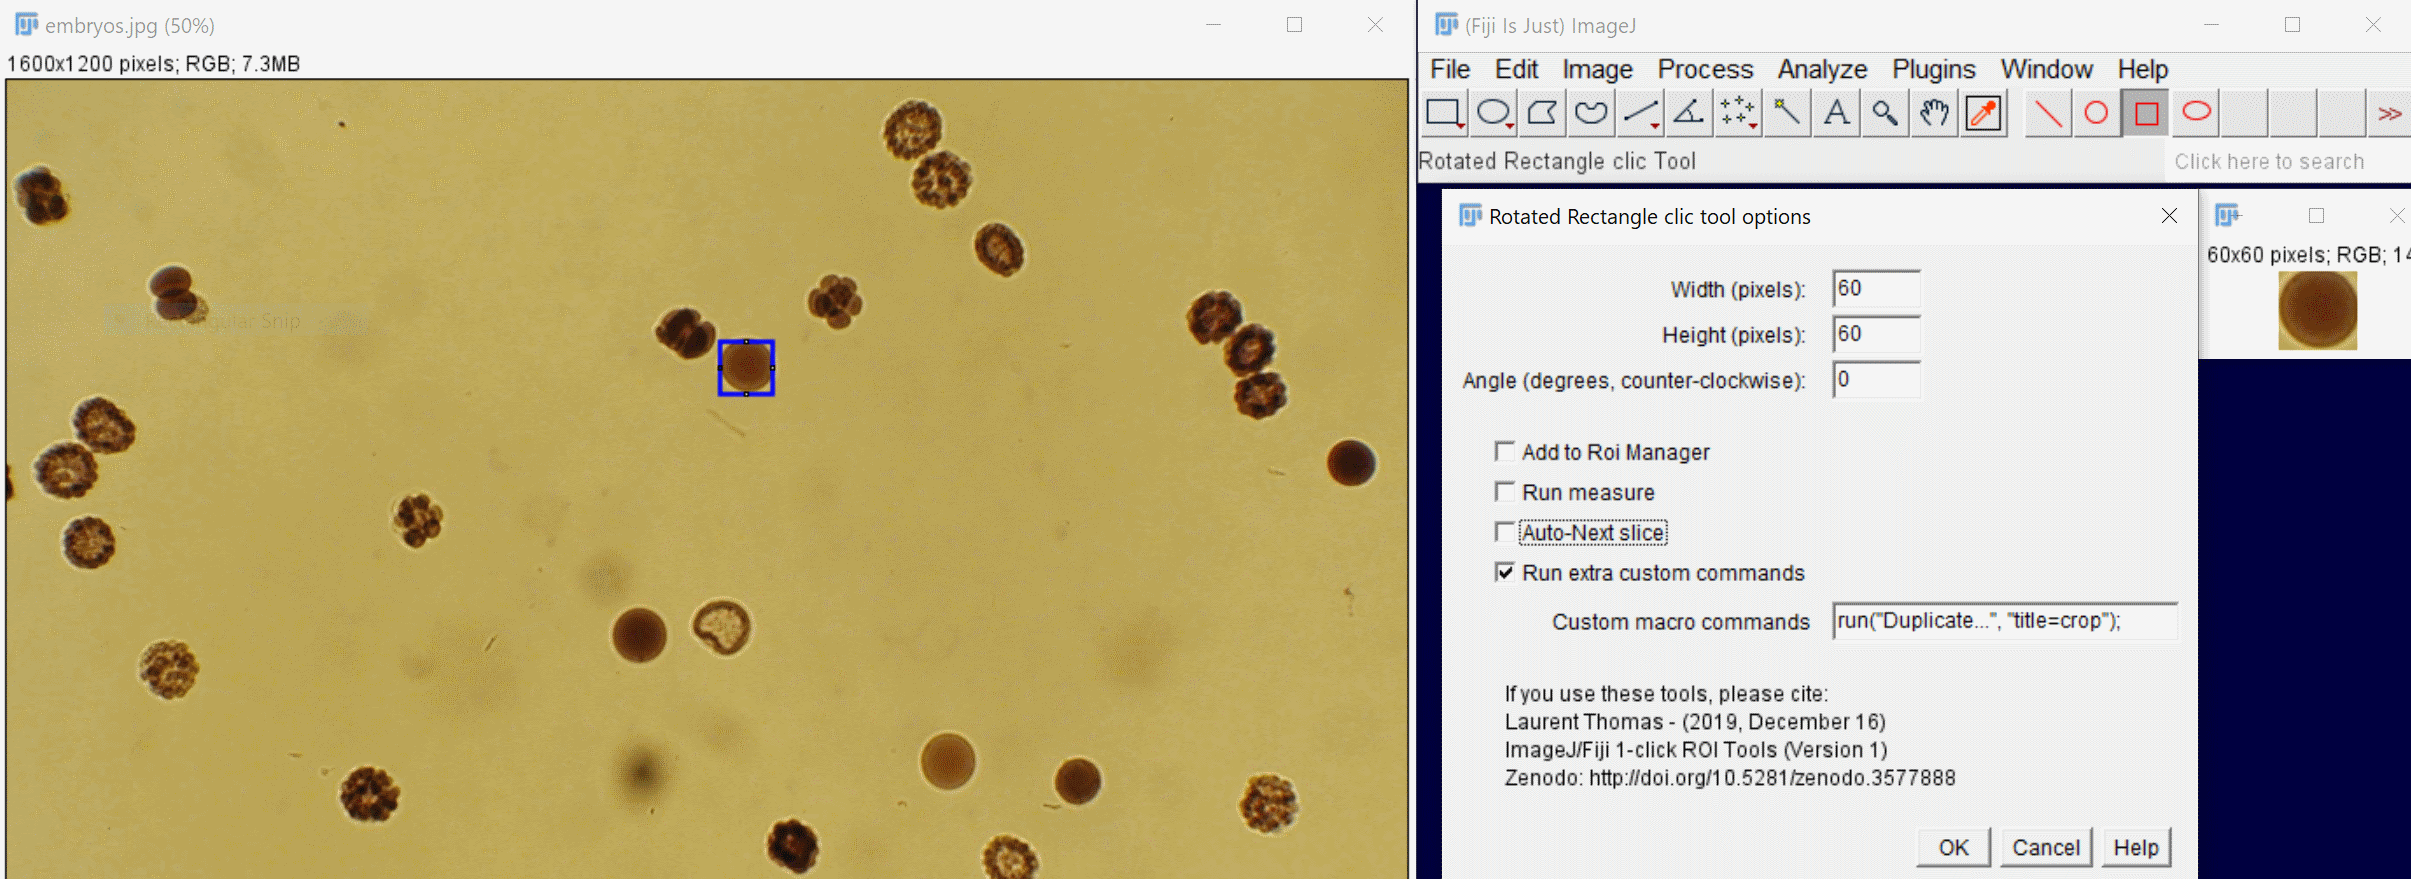 embryos.jpg (50%)
1600x1200 pixels; RGB; 7.3MB
Rectangular Snip
(Fiji Is Just) ImageJ
File Edit Image Process Analyze Plugins Window Help
A
>>
Rotated Rectangle clic Tool
Click here to search
Rotated Rectangle clic tool options
Width (pixels): 60
Height (pixels): 60
Angle (degrees, counter-clockwise): 0
Add to Roi Manager
Run measure
Auto-Next slice
Run extra custom commands
Custom macro commands run("Duplicate...", "title=crop");
If you use these tools, please cite:
Laurent Thomas - (2019, December 16)
ImageJ/Fiji 1-click ROI Tools (Version 1)
Zenodo: http://doi.org/10.5281/zenodo.3577888
OK Cancel Help
60x60 pixels; RGB; 14